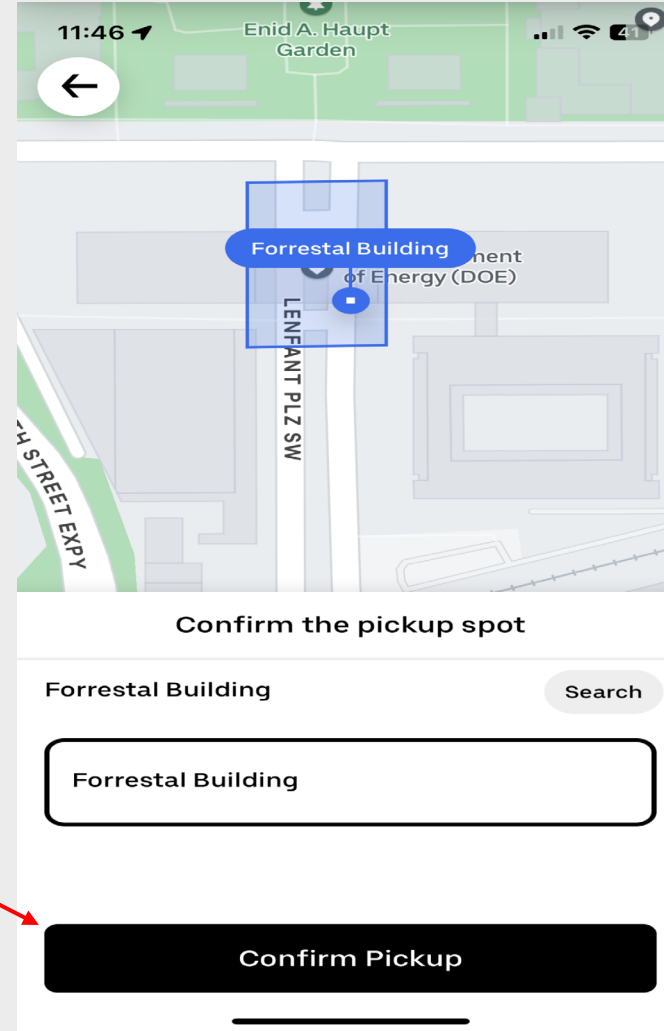 11:46
41
Enid A. Haupt
Garden
Forrestal Building
of Energy (DOE)
LENFANT PLZ SW
STREET EXPY
Confirm the pickup spot
Forrestal Building
Search
Forrestal Building
Confirm Pickup